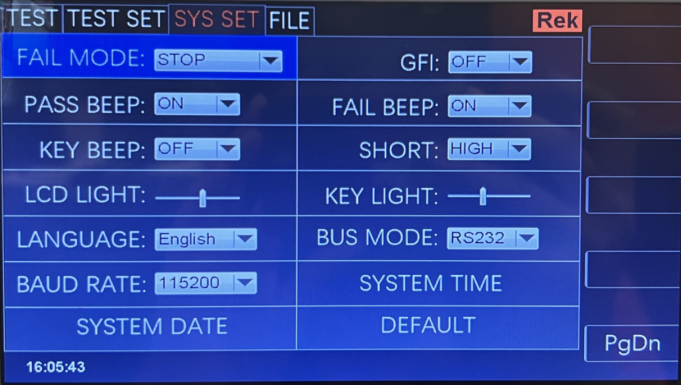 TEST TEST SET SYS SET FILE Rek
FAIL MODE: STOP GFI: OFF
PASS BEEP: ON FAIL BEEP: ON
KEY BEEP: OFF SHORT: HIGH
LCD LIGHT: KEY LIGHT:
LANGUAGE: English BUS MODE: RS232
BAUD RATE: 115200 SYSTEM TIME
SYSTEM DATE DEFAULT
PgDn
16:05:43